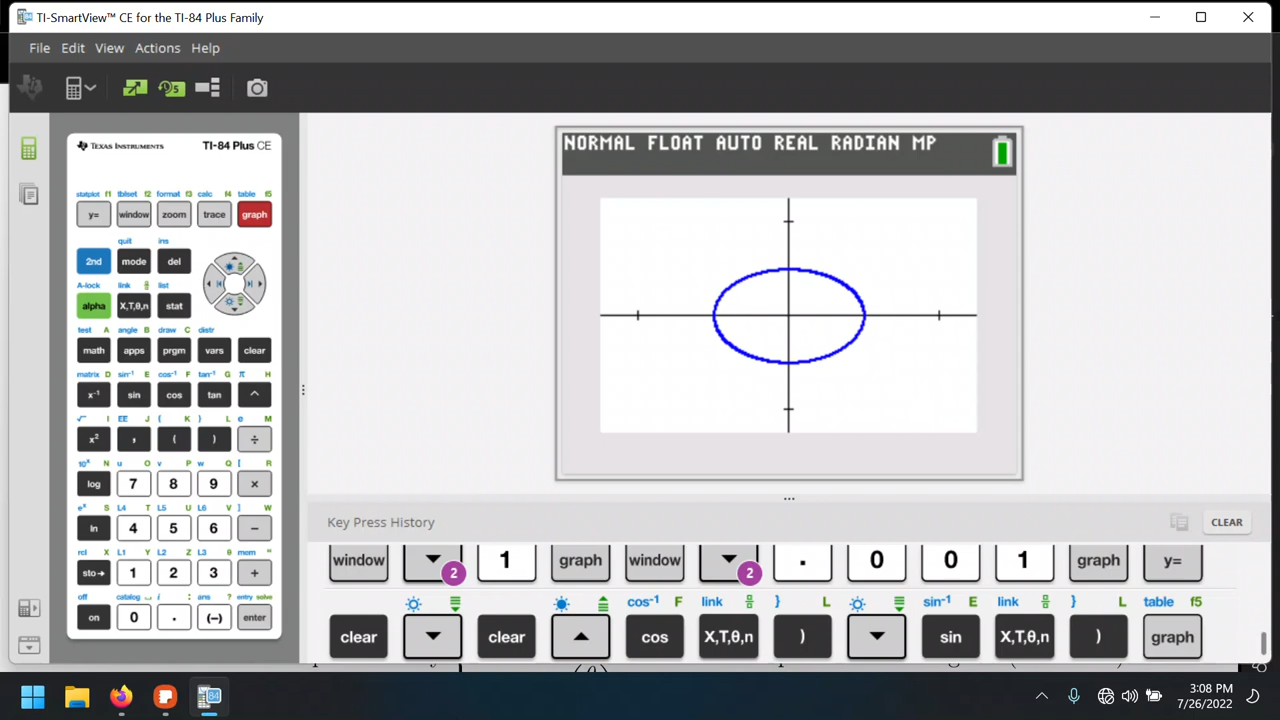 TI-SmartView™ CE for the TI-84 Plus Family
File Edit View Actions Help
5
TEXAS INSTRUMENTS TI-84 Plus CE
statplot f1 tblset f2 format f3 calc f4 table f5
y= window zoom trace graph
quit ins
2nd mode del
A-lock link list
alpha X,T,θ,n stat
test A angle B draw C distr
math apps prgm vars clear
matrix D sin⁻¹ E cos⁻¹ F tan⁻¹ G π H
x⁻¹ sin cos tan ^
√ I EE J { K } L e M
x² , ( ) ÷
10ˣ N u O v P w Q [ R
log 7 8 9 ×
eˣ S L4 T L5 U L6 V ] W
ln 4 5 6 −
rcl X L1 Y L2 Z L3 θ mem "
sto→ 1 2 3 +
off catalog ⎵ i : ans ? entry solve
on 0 . (−) enter
NORMAL FLOAT AUTO REAL RADIAN MP
Key Press History
CLEAR
window 2 1 graph window 2 . 0 0 1 graph y=
cos⁻¹ F link } L sin⁻¹ E link } L table f5
clear clear cos X,T,θ,n ) sin X,T,θ,n ) graph
84
3:08 PM
7/26/2022